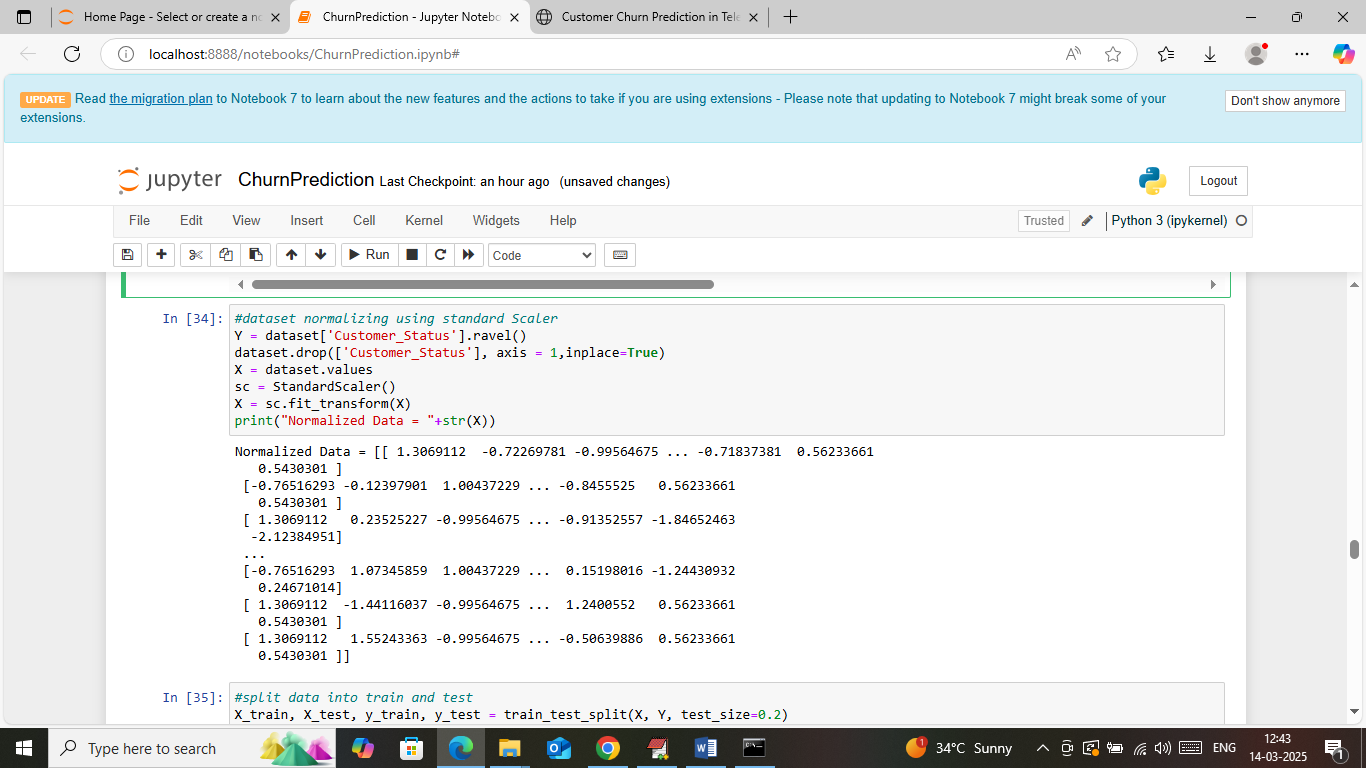 Home Page - Select or create a no
ChurnPrediction - Jupyter Notebo
Customer Churn Prediction in Tele
localhost:8888/notebooks/ChurnPrediction.ipynb#
UPDATE Read the migration plan to Notebook 7 to learn about the new features and the actions to take if you are using extensions - Please note that updating to Notebook 7 might break some of your
extensions.
Don't show anymore
jupyter ChurnPrediction Last Checkpoint: an hour ago (unsaved changes)
Logout
File Edit View Insert Cell Kernel Widgets Help
Trusted Python 3 (ipykernel)
Run Code
In [34]: #dataset normalizing using standard Scaler
Y = dataset['Customer_Status'].ravel()
dataset.drop(['Customer_Status'], axis = 1,inplace=True)
X = dataset.values
sc = StandardScaler()
X = sc.fit_transform(X)
print("Normalized Data = "+str(X))
Normalized Data = [[ 1.3069112  -0.72269781 -0.99564675 ... -0.71837381  0.56233661
0.5430301 ]
[-0.76516293 -0.12397901  1.00437229 ... -0.8455525   0.56233661
0.5430301 ]
[ 1.3069112   0.23525227 -0.99564675 ... -0.91352557 -1.84652463
-2.12384951]
...
[-0.76516293  1.07345859  1.00437229 ...  0.15198016 -1.24430932
0.24671014]
[ 1.3069112  -1.44116037 -0.99564675 ...  1.2400552   0.56233661
0.5430301 ]
[ 1.3069112   1.55243363 -0.99564675 ... -0.50639886  0.56233661
0.5430301 ]]
In [35]: #split data into train and test
X_train, X_test, y_train, y_test = train_test_split(X, Y, test_size=0.2)
Type here to search
34°C Sunny
ENG
12:43
14-03-2025
1